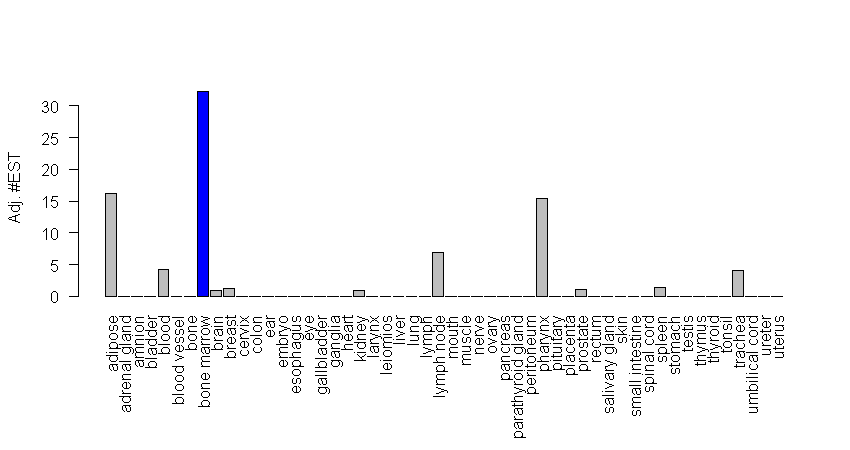 Adj. #EST
30
25
20
15
10
5
0
adipose
adrenal gland
amnion
bladder
blood
blood vessel
bone
bone marrow
brain
breast
cervix
colon
ear
embryo
esophagus
eye
gallbladder
ganglia
heart
kidney
larynx
leiomios
liver
lung
lymph
lymph node
mouth
muscle
nerve
ovary
pancreas
parathyroid gland
peritoneum
pharynx
pituitary
placenta
prostate
rectum
salivary gland
skin
small intestine
spinal cord
spleen
stomach
testis
thymus
thyroid
tonsil
trachea
umbilical cord
ureter
uterus